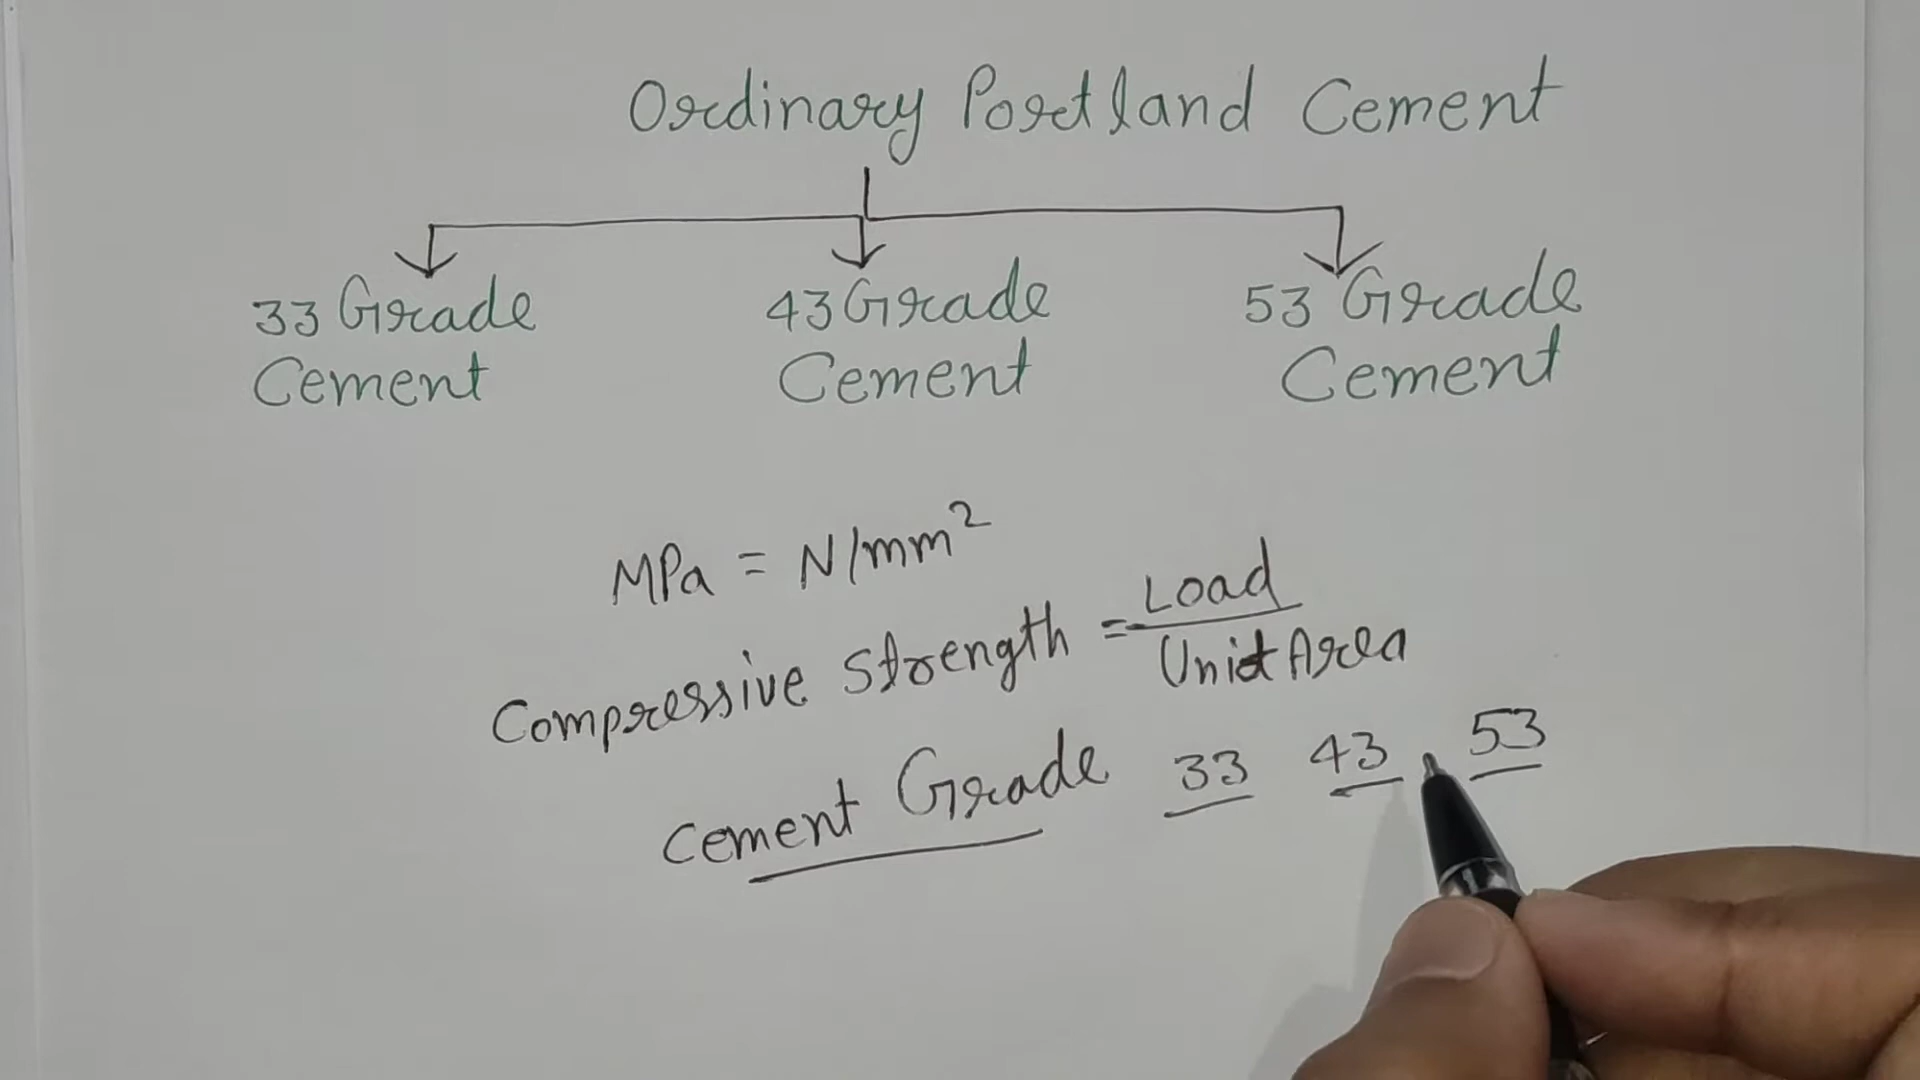 Ordinary Portland Cement
33 Grade Cement
43 Grade Cement
53 Grade Cement
MPa = N/mm²
Compressive Strength = Load / Unit Area
Cement Grade 33 43 53